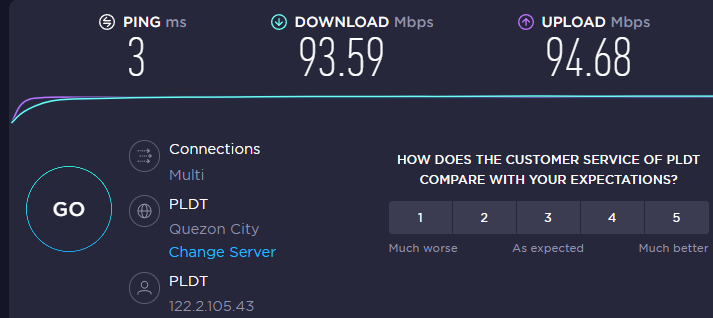 PING ms
DOWNLOAD Mbps
UPLOAD Mbps
3
93.59
94.68
GO
Connections
Multi
PLDT
Quezon City
Change Server
PLDT
122.2.105.43
HOW DOES THE CUSTOMER SERVICE OF PLDT
COMPARE WITH YOUR EXPECTATIONS?
1 2 3 4 5
Much worse As expected Much better